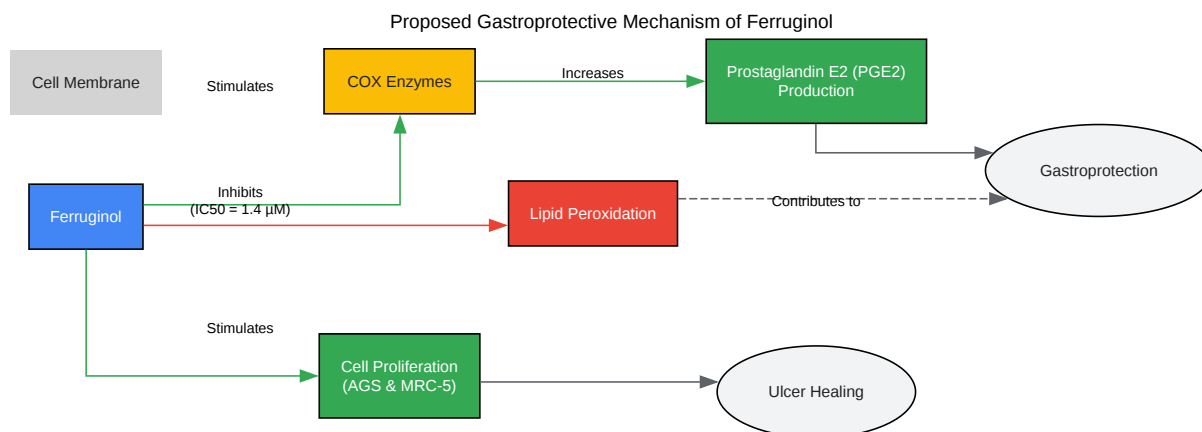 Proposed Gastroprotective Mechanism of Ferruginol
Cell Membrane
Stimulates
COX Enzymes
Increases
Prostaglandin E2 (PGE2)
Production
Gastroprotection
Ferruginol
Inhibits
(IC50 = 1.4 µM)
Lipid Peroxidation
Contributes to
Stimulates
Cell Proliferation
(AGS & MRC-5)
Ulcer Healing